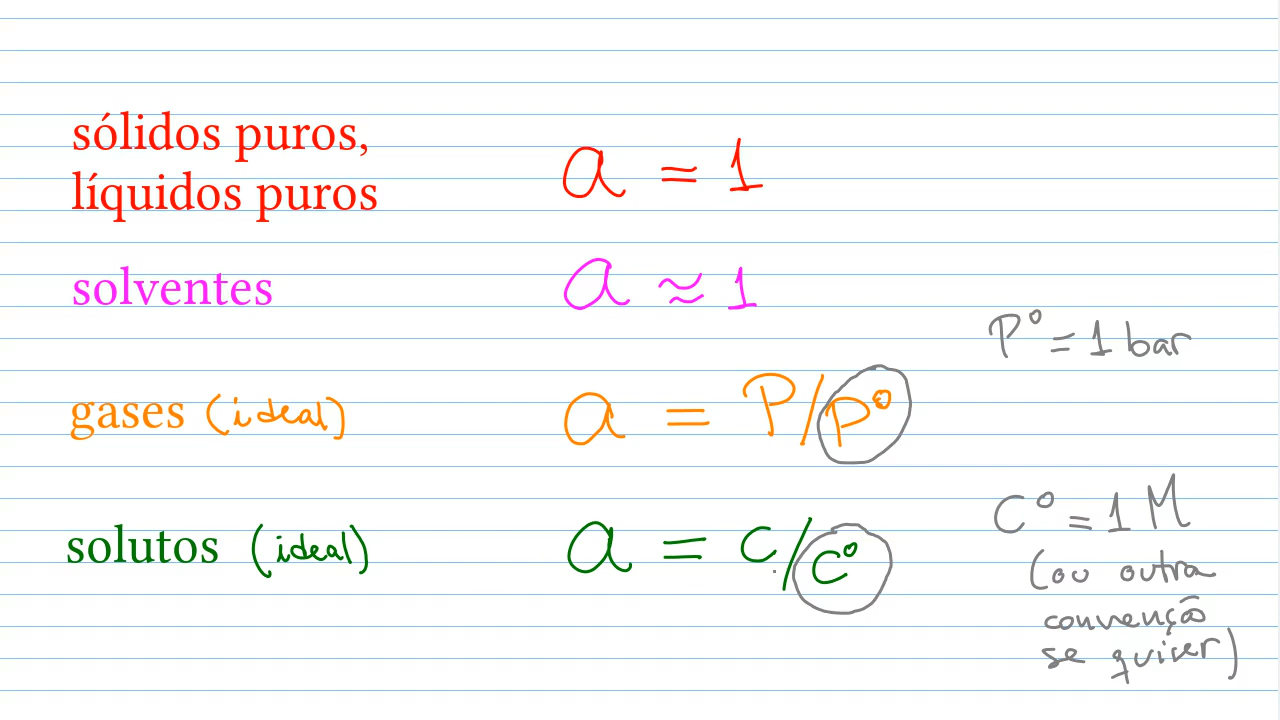 sólidos puros,
líquidos puros
a = 1
solventes a ≈ 1
P° = 1 bar
gases (ideal) a = P/P°
C° = 1 M
solutos (ideal) a = C/C°
(ou outra
convenção
se quiser)